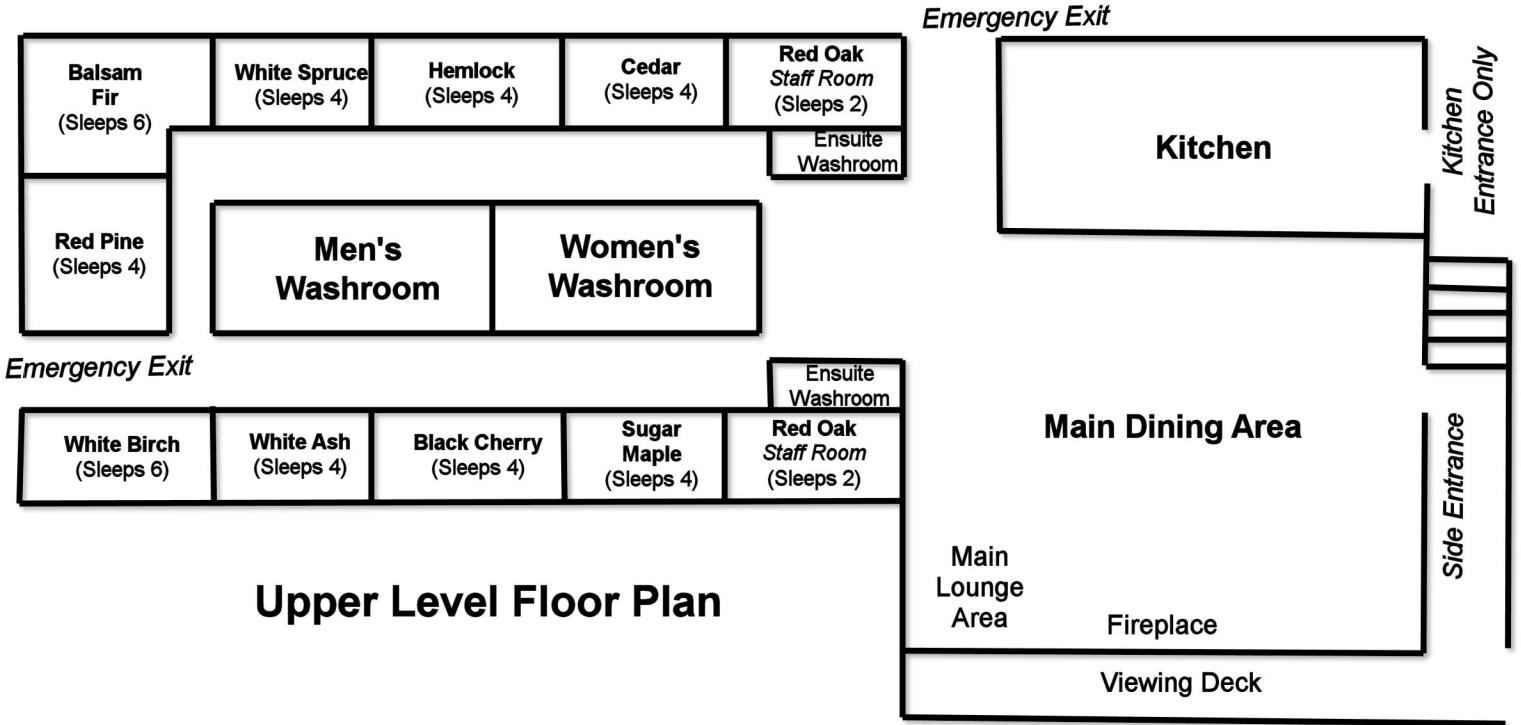 Emergency Exit
Balsam
Fir
(Sleeps 6)
White Spruce
(Sleeps 4)
Hemlock
(Sleeps 4)
Cedar
(Sleeps 4)
Red Oak
Staff Room
(Sleeps 2)
Ensuite
Washroom
Kitchen
Kitchen
Entrance Only
Red Pine
(Sleeps 4)
Men's
Washroom
Women's
Washroom
Emergency Exit
Ensuite
Washroom
White Birch
(Sleeps 6)
White Ash
(Sleeps 4)
Black Cherry
(Sleeps 4)
Sugar
Maple
(Sleeps 4)
Red Oak
Staff Room
(Sleeps 2)
Main Dining Area
Side Entrance
Main
Lounge
Area
Fireplace
Upper Level Floor Plan
Viewing Deck